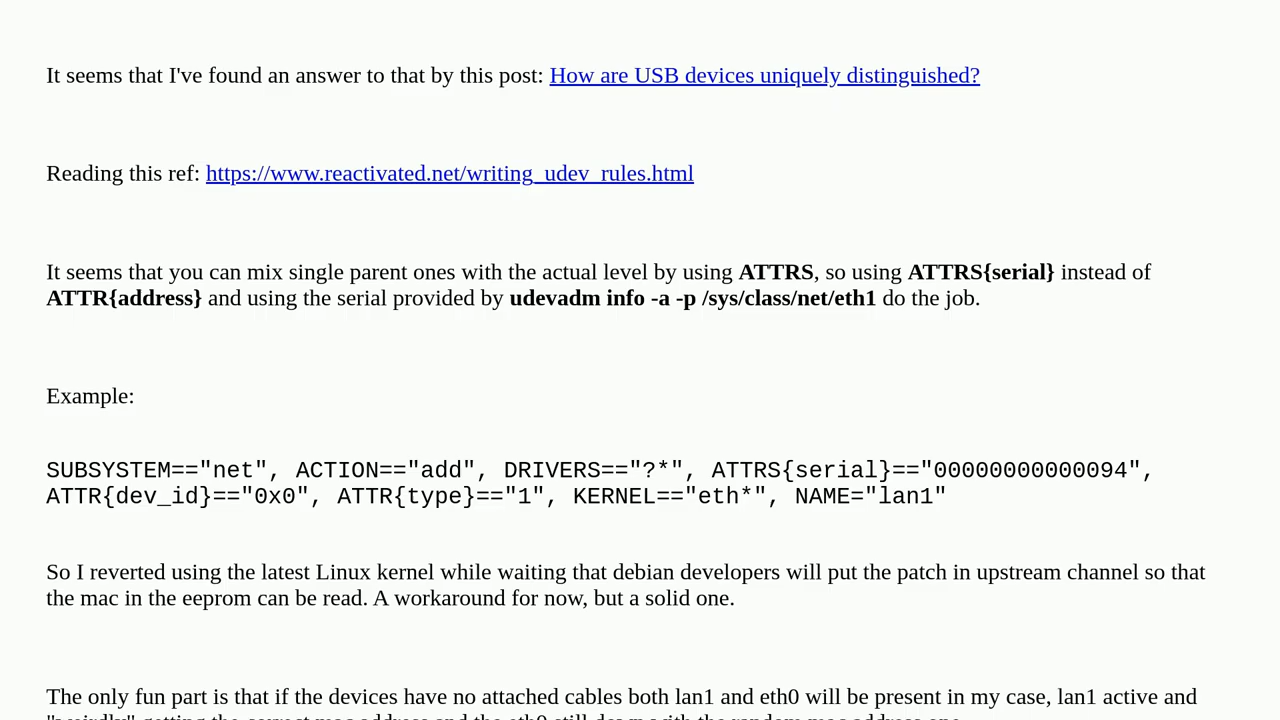 It seems that I've found an answer to that by this post: How are USB devices uniquely distinguished?
Reading this ref: https://www.reactivated.net/writing_udev_rules.html
It seems that you can mix single parent ones with the actual level by using ATTRS, so using ATTRS{serial} instead of
ATTR{address} and using the serial provided by udevadm info -a -p /sys/class/net/eth1 do the job.
Example:
SUBSYSTEM=="net", ACTION=="add", DRIVERS=="?*", ATTRS{serial}=="00000000000094",
ATTR{dev_id}=="0x0", ATTR{type}=="1", KERNEL=="eth*", NAME="lan1"
So I reverted using the latest Linux kernel while waiting that debian developers will put the patch in upstream channel so that
the mac in the eeprom can be read. A workaround for now, but a solid one.
The only fun part is that if the devices have no attached cables both lan1 and eth0 will be present in my case, lan1 active and